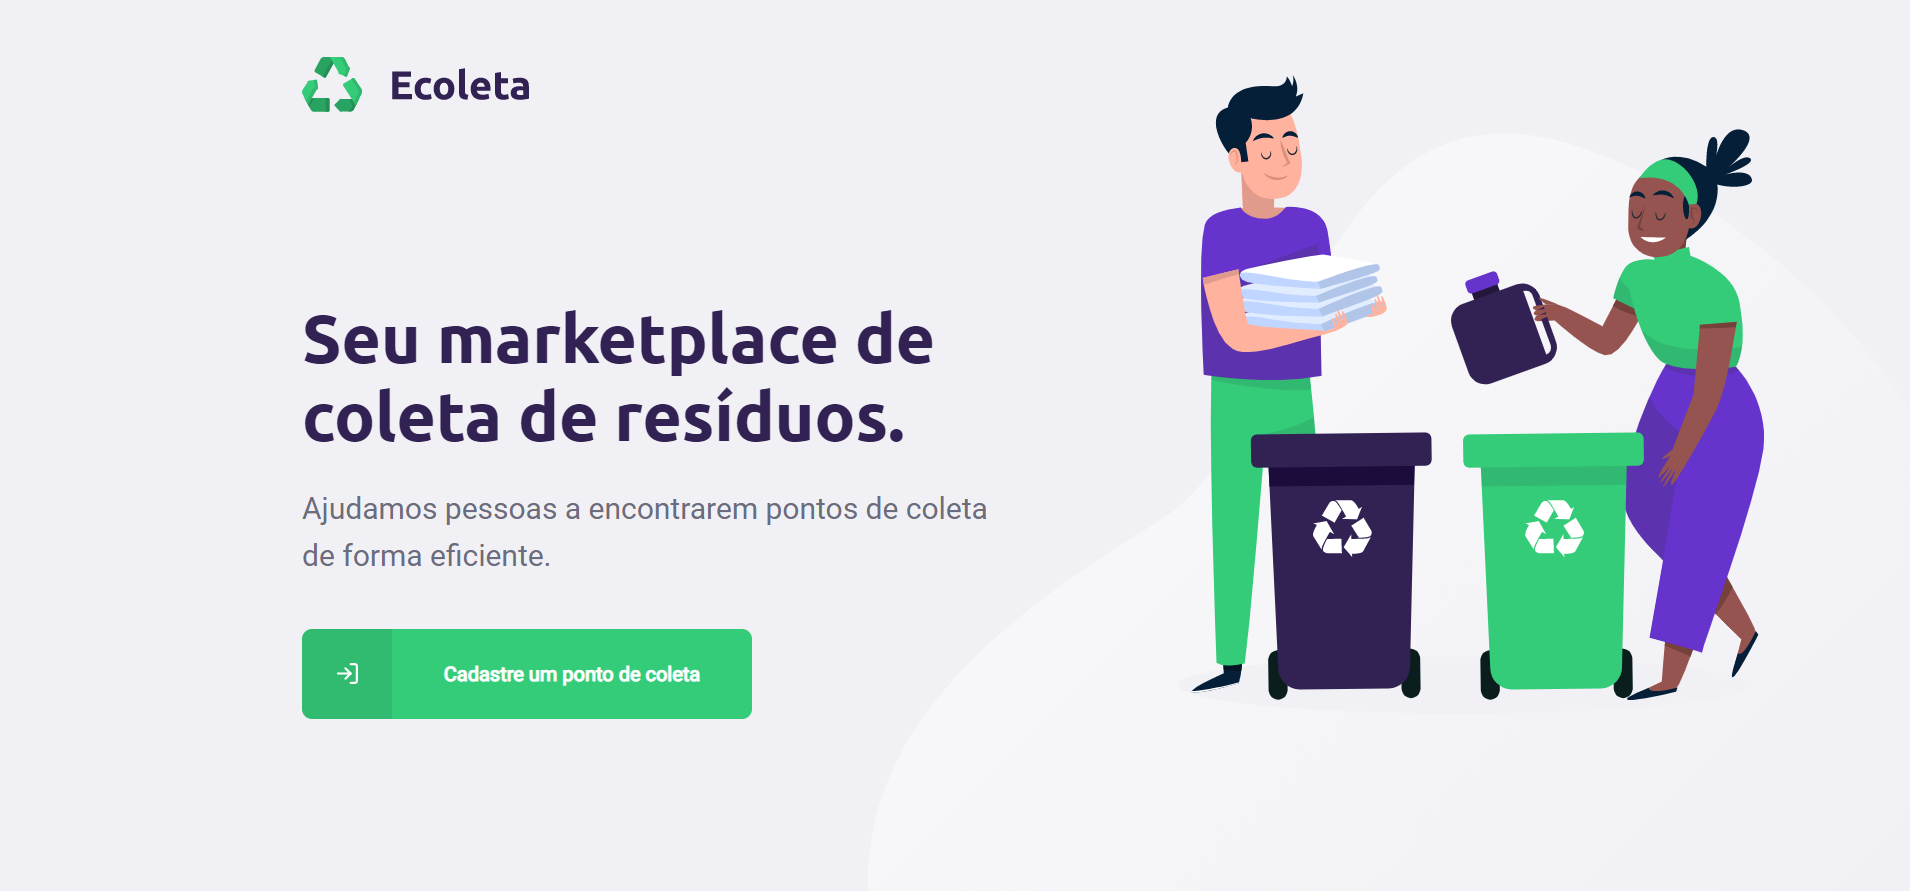 Ecoleta
Seu marketplace de
coleta de resíduos.
Ajudamos pessoas a encontrarem pontos de coleta
de forma eficiente.
Cadastre um ponto de coleta